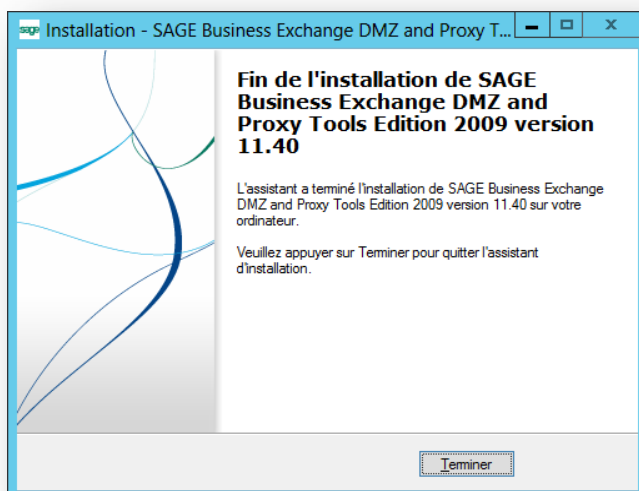 sage Installation - SAGE Business Exchange DMZ and Proxy T...
Fin de l'installation de SAGE
Business Exchange DMZ and
Proxy Tools Edition 2009 version
11.40
L'assistant a terminé l'installation de SAGE Business Exchange
DMZ and Proxy Tools Edition 2009 version 11.40 sur votre
ordinateur.
Veuillez appuyer sur Terminer pour quitter l'assistant
d'installation.
Terminer